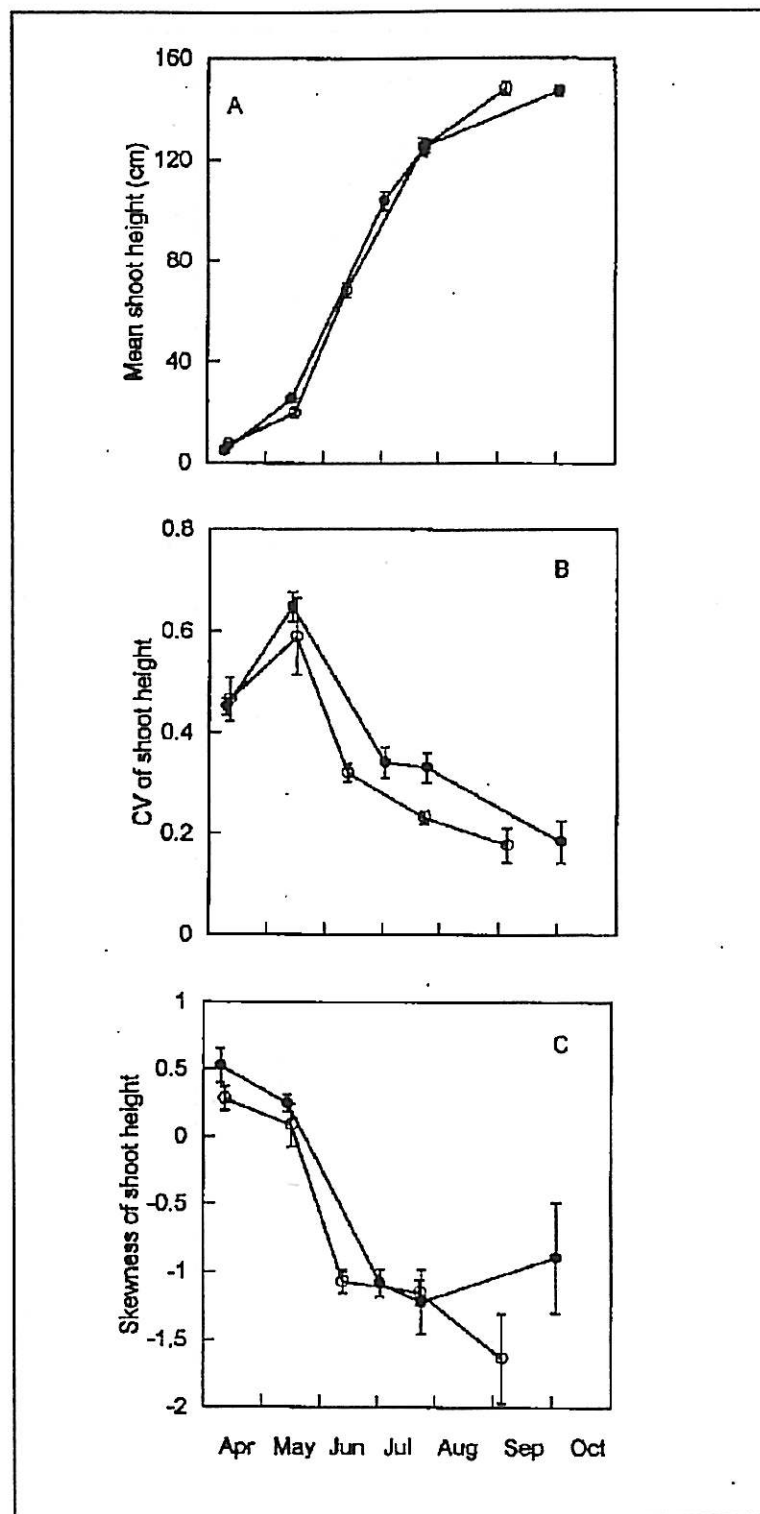 160
A
120
80
40
0
Mean shoot height (cm)
0.8
B
0.6
0.4
0.2
0
CV of shoot height
1
C
0.5
0
-0.5
-1
-1.5
-2
Skewness of shoot height
Apr May Jun Jul Aug Sep Oct